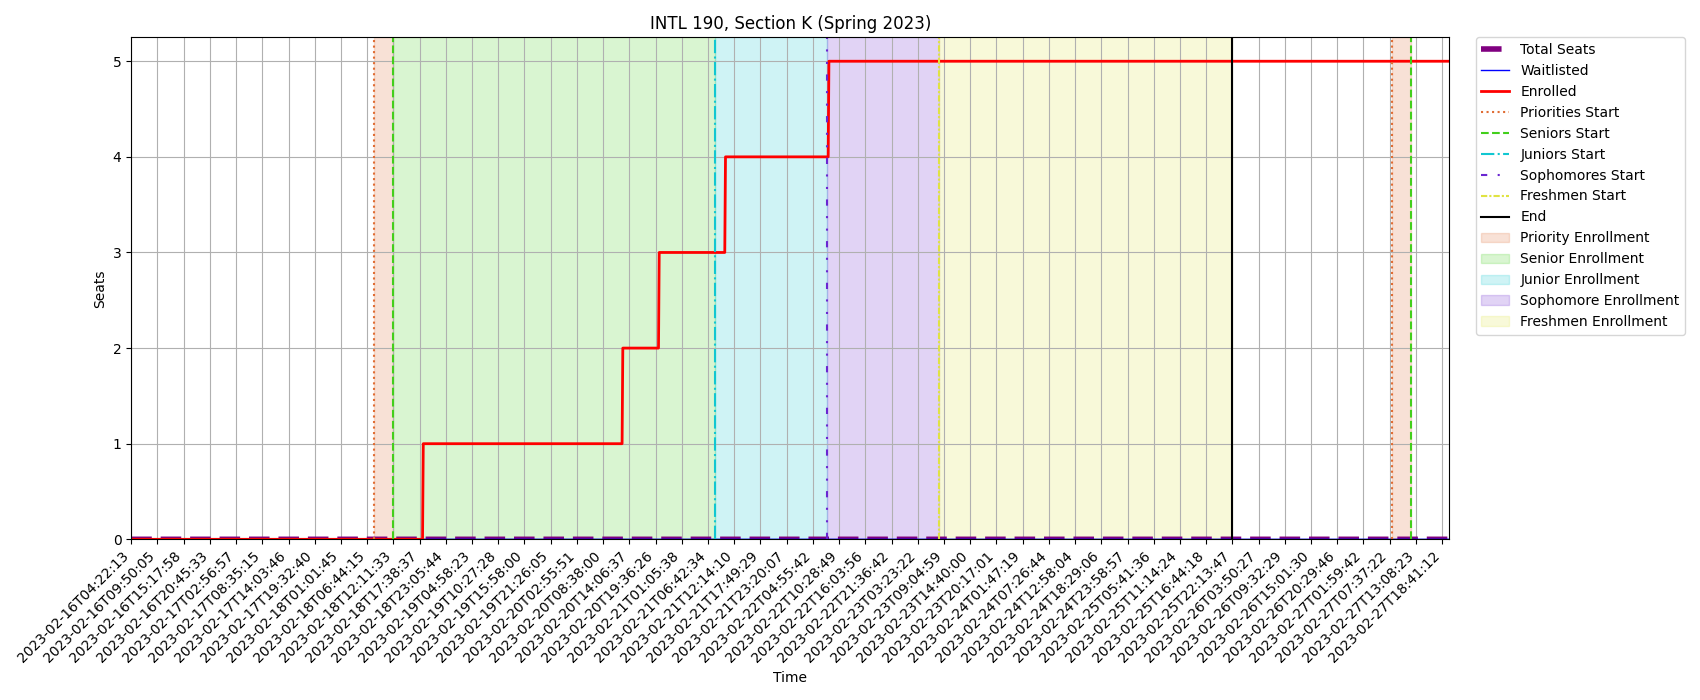 INTL 190, Section K (Spring 2023)
Seats
5
4
3
2
1
0
2023-02-16T04:22:13
2023-02-16T09:50:05
2023-02-16T15:17:58
2023-02-16T20:45:33
2023-02-17T02:56:57
2023-02-17T08:35:15
2023-02-17T14:03:46
2023-02-17T19:32:40
2023-02-18T01:01:45
2023-02-18T06:44:15
2023-02-18T12:11:33
2023-02-18T17:38:37
2023-02-18T23:05:44
2023-02-19T04:58:23
2023-02-19T10:27:28
2023-02-19T15:58:00
2023-02-19T21:26:05
2023-02-20T02:55:51
2023-02-20T08:38:00
2023-02-20T14:06:37
2023-02-20T19:36:26
2023-02-21T01:05:38
2023-02-21T06:42:34
2023-02-21T12:14:10
2023-02-21T17:49:29
2023-02-21T23:20:07
2023-02-22T04:55:42
2023-02-22T10:28:49
2023-02-22T16:03:56
2023-02-22T21:36:42
2023-02-23T03:23:22
2023-02-23T09:04:59
2023-02-23T14:40:00
2023-02-23T20:17:01
2023-02-24T01:47:19
2023-02-24T07:26:44
2023-02-24T12:58:04
2023-02-24T18:29:06
2023-02-24T23:58:57
2023-02-25T05:41:36
2023-02-25T11:14:24
2023-02-25T16:44:18
2023-02-25T22:13:47
2023-02-26T03:50:27
2023-02-26T09:32:29
2023-02-26T15:01:30
2023-02-26T20:29:46
2023-02-27T01:59:42
2023-02-27T07:37:22
2023-02-27T13:08:23
2023-02-27T18:41:12
Time
Total Seats
Waitlisted
Enrolled
Priorities Start
Seniors Start
Juniors Start
Sophomores Start
Freshmen Start
End
Priority Enrollment
Senior Enrollment
Junior Enrollment
Sophomore Enrollment
Freshmen Enrollment